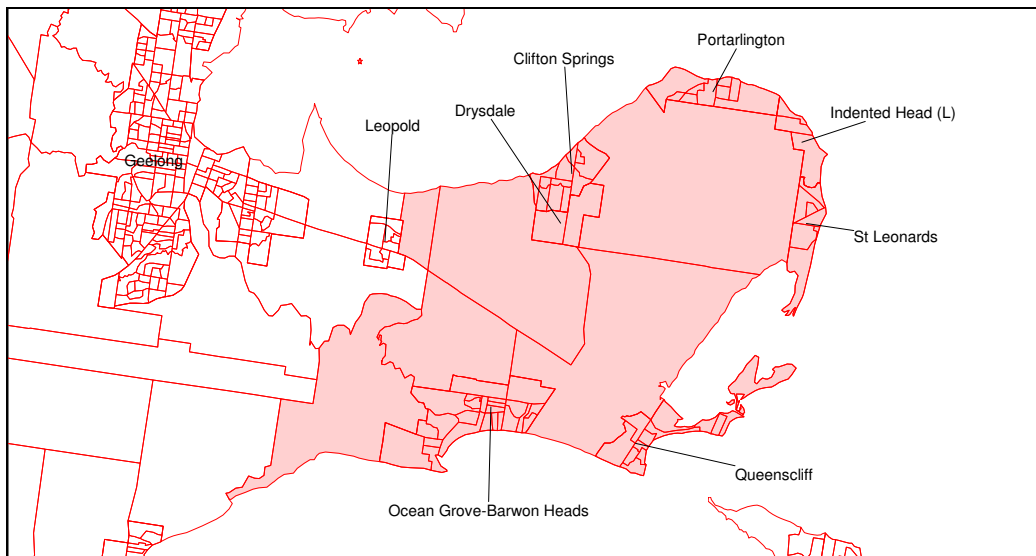 Portarlington
Clifton Springs
Drysdale
Indented Head (L)
Leopold
Geelong
St Leonards
Queenscliff
Ocean Grove-Barwon Heads